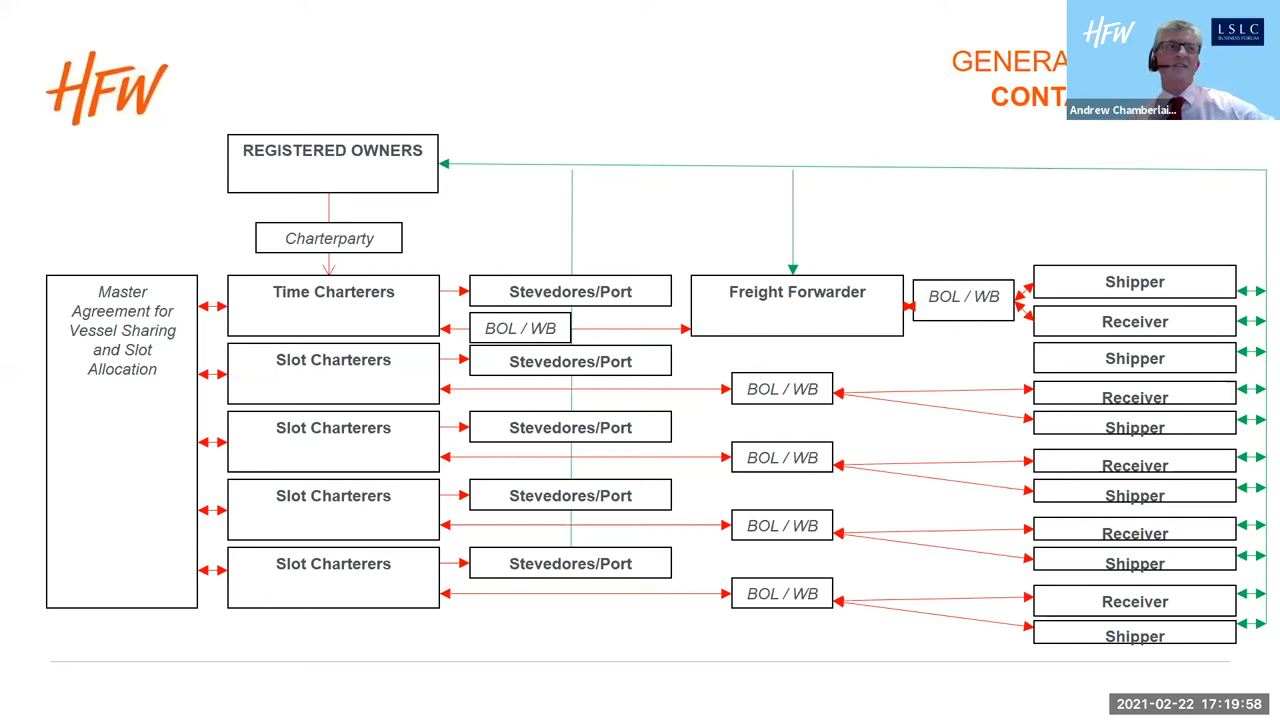 HFW
LSLC
BUSINESS FORUM
HFW
GENERA
CONT
Andrew Chamberlai...
REGISTERED OWNERS
Charterparty
Master
Agreement for
Vessel Sharing
and Slot
Allocation
Time Charterers
Stevedores/Port
Freight Forwarder
BOL / WB
Shipper
BOL / WB
Receiver
Slot Charterers
Stevedores/Port
Shipper
BOL / WB
Receiver
Slot Charterers
Stevedores/Port
Shipper
BOL / WB
Receiver
Slot Charterers
Stevedores/Port
Shipper
BOL / WB
Receiver
Slot Charterers
Stevedores/Port
Shipper
BOL / WB
Receiver
Shipper
2021-02-22 17:19:58